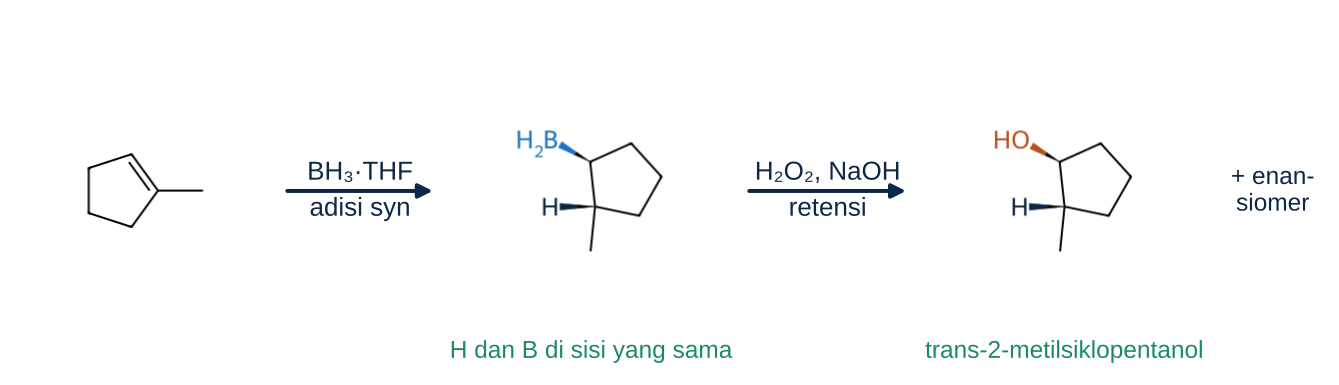 H₂B
H
BH₃·THF
adisi syn
H₂O₂, NaOH
retensi
HO
H
+ enan-
siomer
H dan B di sisi yang sama
trans-2-metilsiklopentanol